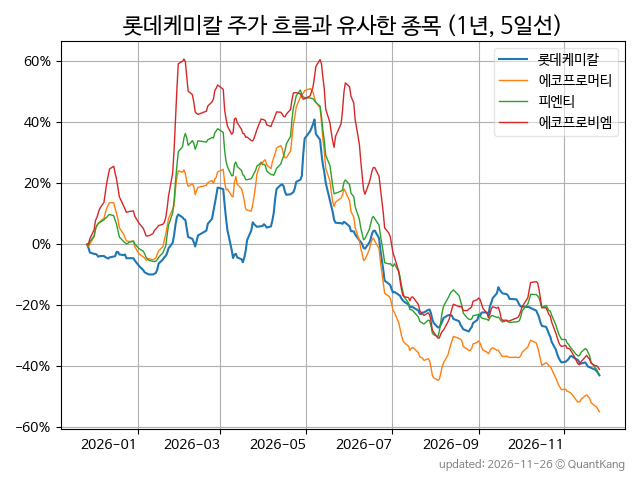 롯데케미칼 주가 흐름과 유사한 종목 (1년, 5일선)
롯데케미칼
에코프로머티
피엔티
에코프로비엠
60%
40%
20%
0%
−20%
−40%
−60%
2026-01
2026-03
2026-05
2026-07
2026-09
2026-11
updated: 2026-11-26 © QuantKang